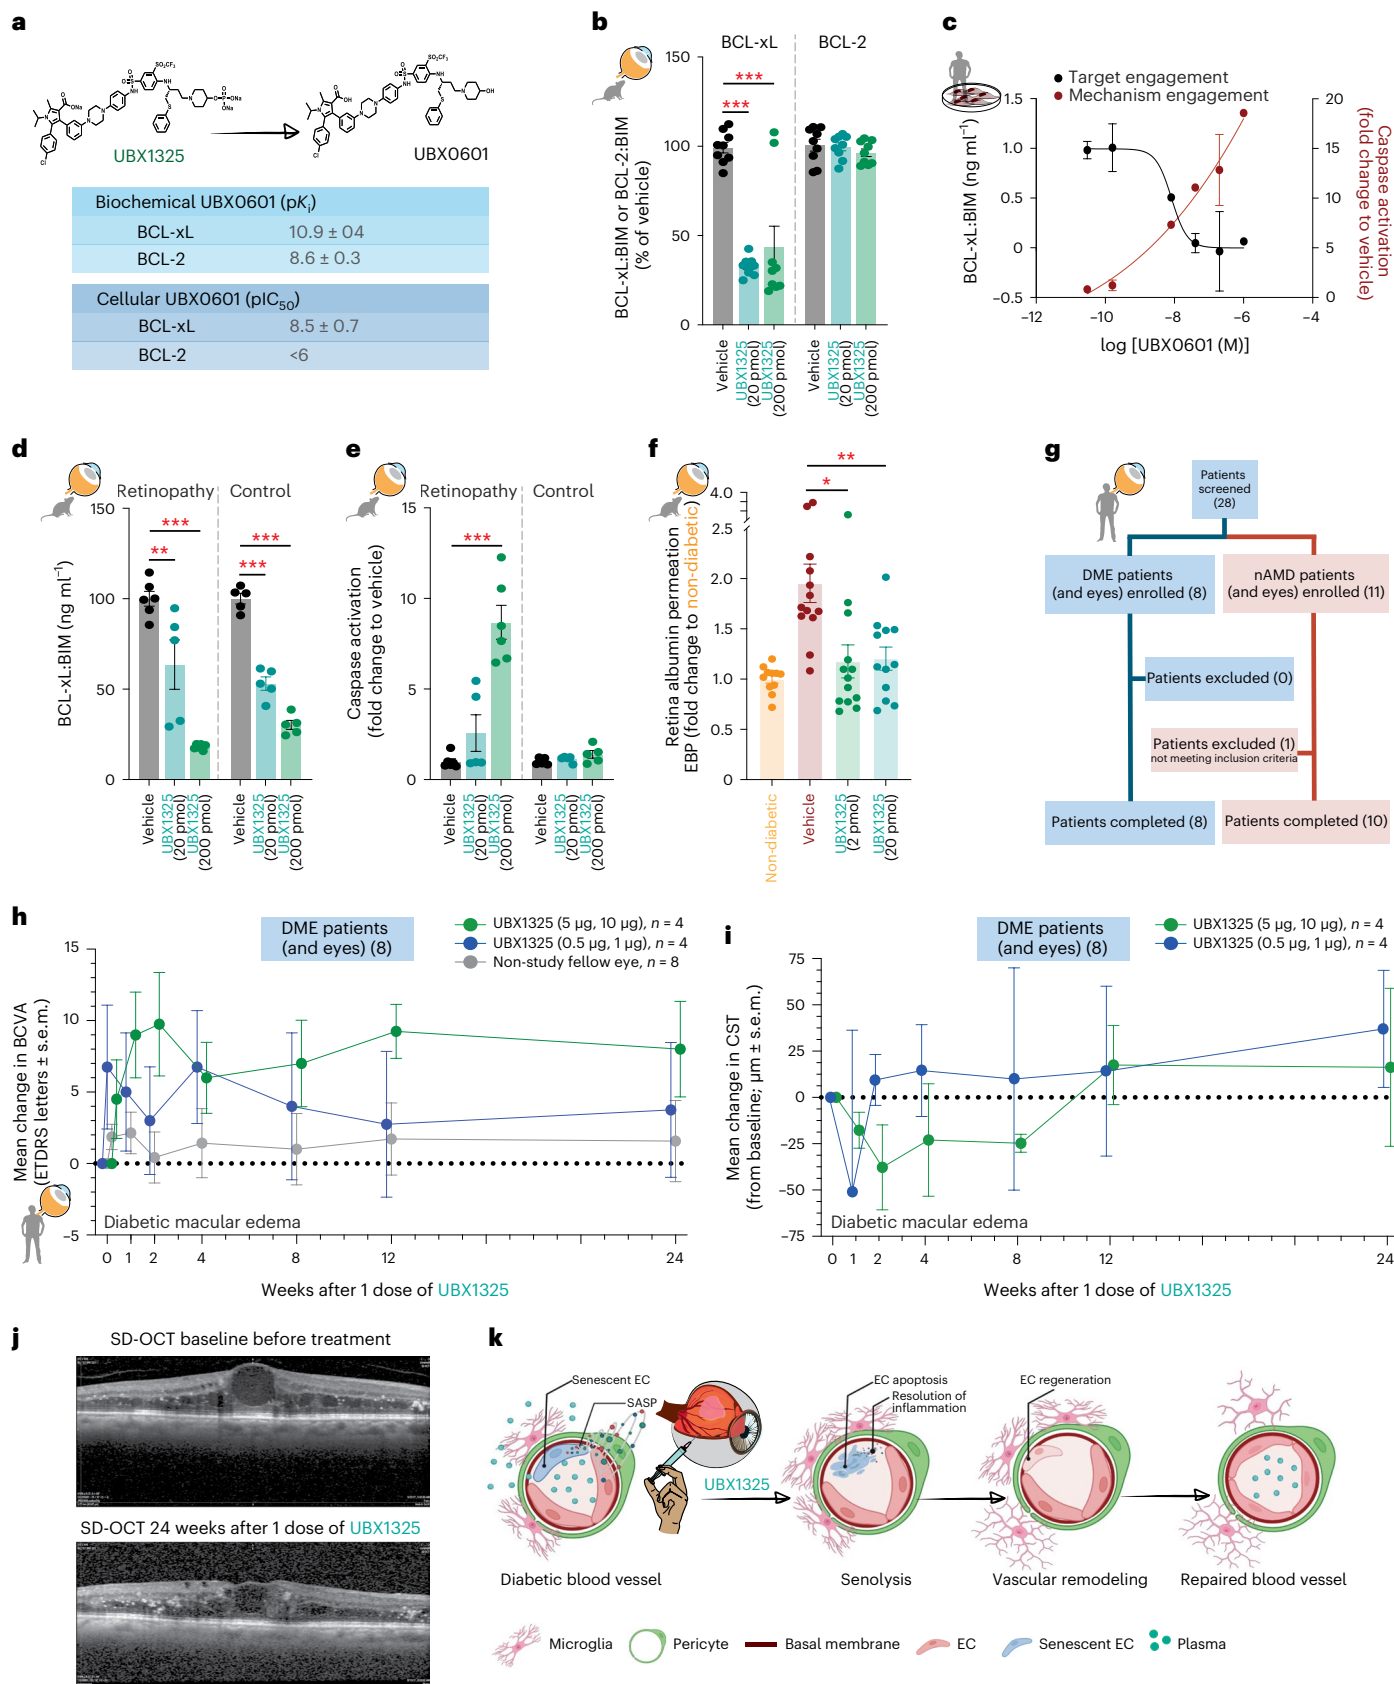 a
SO₂CF₃
UBX1325
UBX0601
Biochemical UBX0601 (pKi)
BCL-xL 10.9 ± 04
BCL-2 8.6 ± 0.3
Cellular UBX0601 (pIC50)
BCL-xL 8.5 ± 0.7
BCL-2 <6
b
BCL-xL BCL-2
BCL-xL:BIM or BCL-2:BIM
(% of vehicle)
150
100
50
0
***
***
Vehicle
UBX1325
(20 pmol)
UBX1325
(200 pmol)
Vehicle
UBX1325
(20 pmol)
UBX1325
(200 pmol)
c
Target engagement
Mechanism engagement
BCL-xL:BIM (ng ml⁻¹)
1.5
1.0
0.5
0
−0.5
20
15
10
5
0
Caspase activation
(fold change to vehicle)
−12 −10 −8 −6 −4
log [UBX0601 (M)]
d
Retinopathy Control
BCL-xL:BIM (ng ml⁻¹)
150
100
50
0
***
**
***
***
Vehicle
UBX1325
(20 pmol)
UBX1325
(200 pmol)
Vehicle
UBX1325
(20 pmol)
UBX1325
(200 pmol)
e
Retinopathy Control
Caspase activation
(fold change to vehicle)
15
10
5
0
***
Vehicle
UBX1325
(20 pmol)
UBX1325
(200 pmol)
Vehicle
UBX1325
(20 pmol)
UBX1325
(200 pmol)
f
Retina albumin permeation
EBP (fold change to non-diabetic)
4.0
2.5
2.0
1.5
1.0
0.5
0
**
*
Non-diabetic
Vehicle
UBX1325
(2 pmol)
UBX1325
(20 pmol)
g
Patients
screened
(28)
DME patients
(and eyes) enrolled (8)
nAMD patients
(and eyes) enrolled (11)
Patients excluded (0)
Patients excluded (1)
not meeting inclusion criteria
Patients completed (8)
Patients completed (10)
h
DME patients
(and eyes) (8)
UBX1325 (5 µg, 10 µg), n = 4
UBX1325 (0.5 µg, 1 µg), n = 4
Non-study fellow eye, n = 8
Mean change in BCVA
(ETDRS letters ± s.e.m.)
15
10
5
0
−5
Diabetic macular edema
0 1 2 4 8 12 24
Weeks after 1 dose of UBX1325
i
DME patients
(and eyes) (8)
UBX1325 (5 µg, 10 µg), n = 4
UBX1325 (0.5 µg, 1 µg), n = 4
Mean change in CST
(from baseline; µm ± s.e.m.)
75
50
25
0
−25
−50
−75
Diabetic macular edema
0 1 2 4 8 12 24
Weeks after 1 dose of UBX1325
j
SD-OCT baseline before treatment
SD-OCT 24 weeks after 1 dose of UBX1325
k
Senescent EC
SASP
UBX1325
EC apoptosis
Resolution of
inflammation
EC regeneration
Diabetic blood vessel
Senolysis
Vascular remodeling
Repaired blood vessel
Microglia
Pericyte
Basal membrane
EC
Senescent EC
Plasma